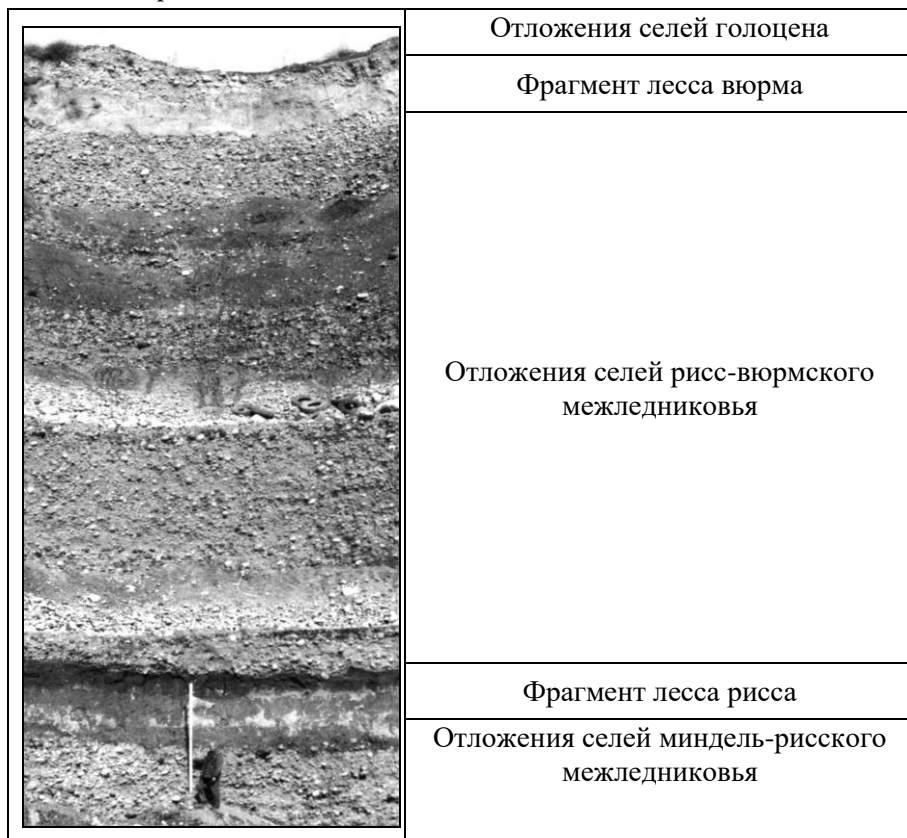 Отложения селей голоцена
Фрагмент лесса вюрма
Отложения селей рисс-вюрмского
межледниковья
Фрагмент лесса рисса
Отложения селей миндель-рисского
межледниковья